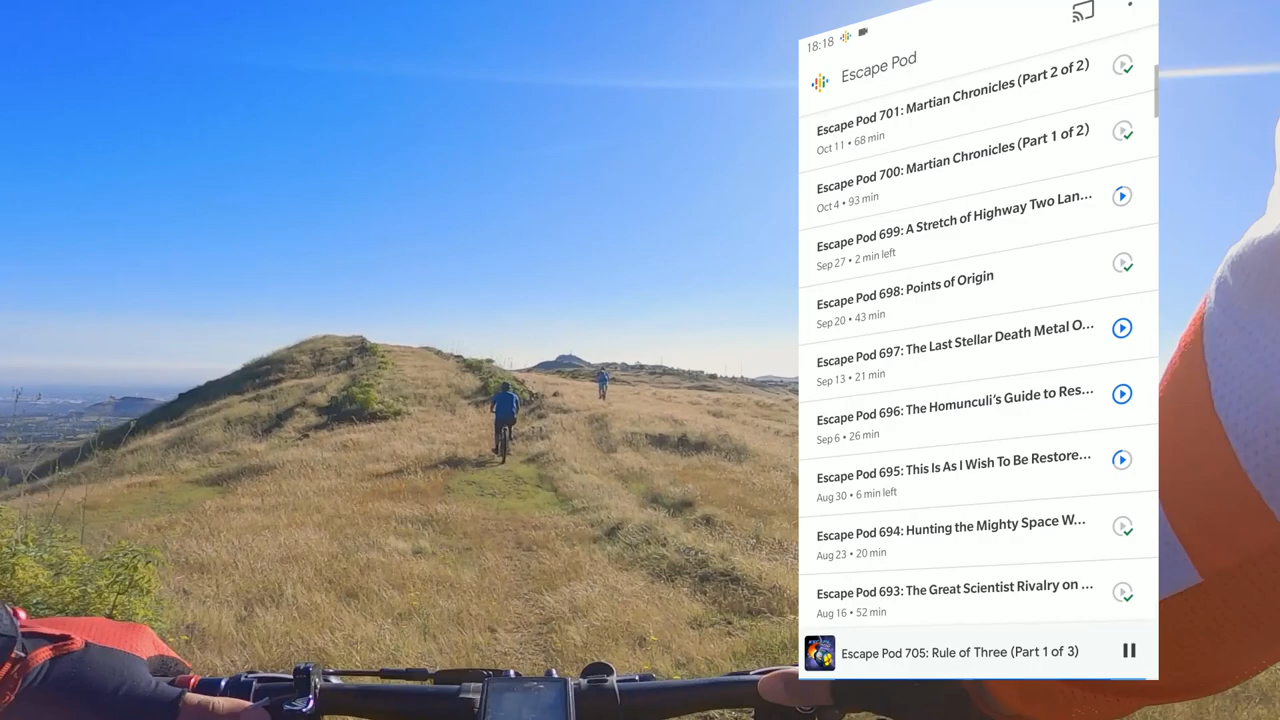 18:18
Escape Pod
Escape Pod 701: Martian Chronicles (Part 2 of 2)
Oct 11 • 68 min
Escape Pod 700: Martian Chronicles (Part 1 of 2)
Oct 4 • 93 min
Escape Pod 699: A Stretch of Highway Two Lan...
Sep 27 • 2 min left
Escape Pod 698: Points of Origin
Sep 20 • 43 min
Escape Pod 697: The Last Stellar Death Metal O...
Sep 13 • 21 min
Escape Pod 696: The Homunculi's Guide to Res...
Sep 6 • 26 min
Escape Pod 695: This Is As I Wish To Be Restore...
Aug 30 • 6 min left
Escape Pod 694: Hunting the Mighty Space W...
Aug 23 • 20 min
Escape Pod 693: The Great Scientist Rivalry on ...
Aug 16 • 52 min
Escape Pod 705: Rule of Three (Part 1 of 3)